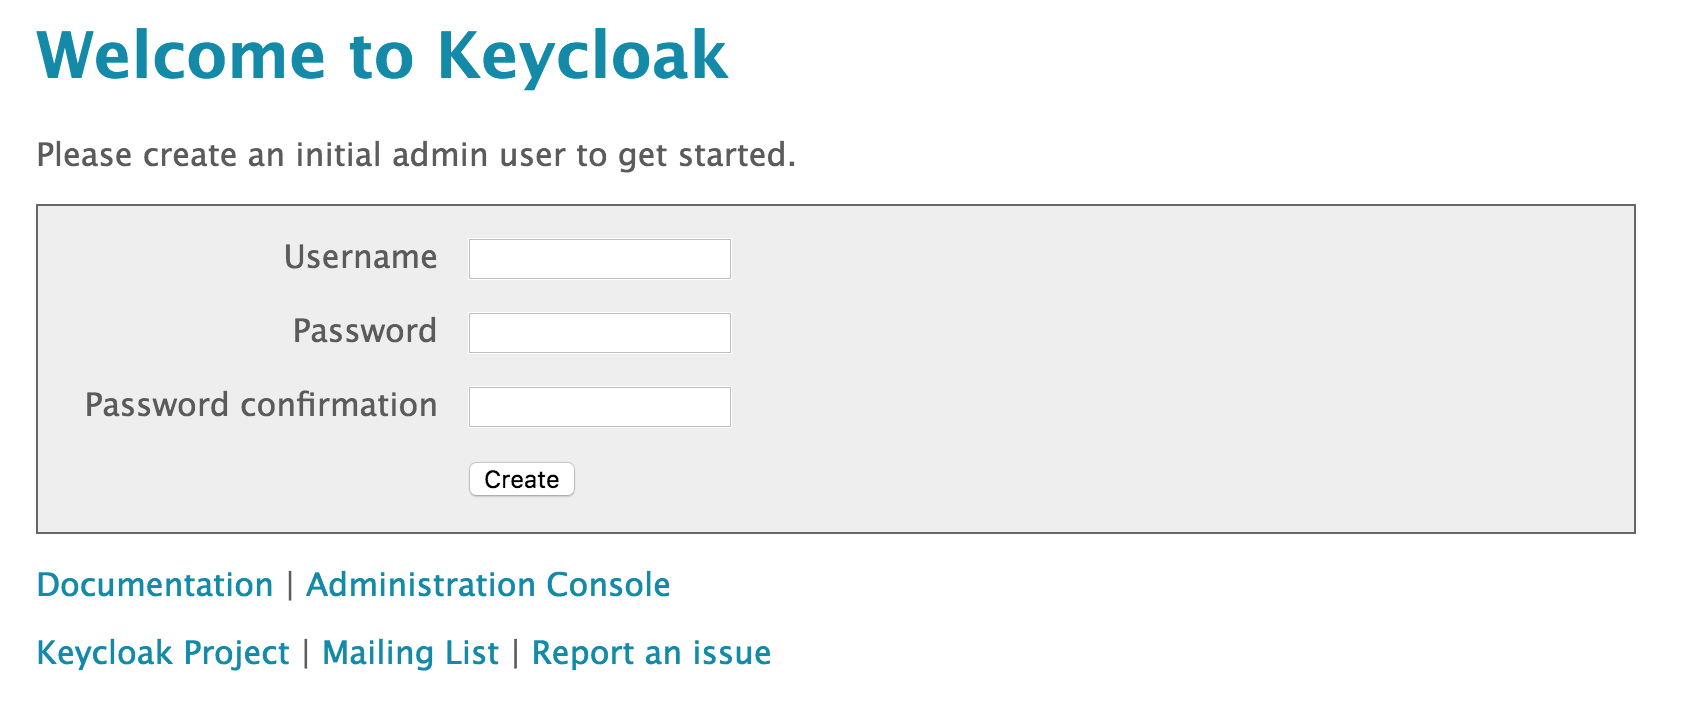 Welcome to Keycloak
Please create an initial admin user to get started.
Username
Password
Password confirmation
Create
Documentation | Administration Console
Keycloak Project | Mailing List | Report an issue